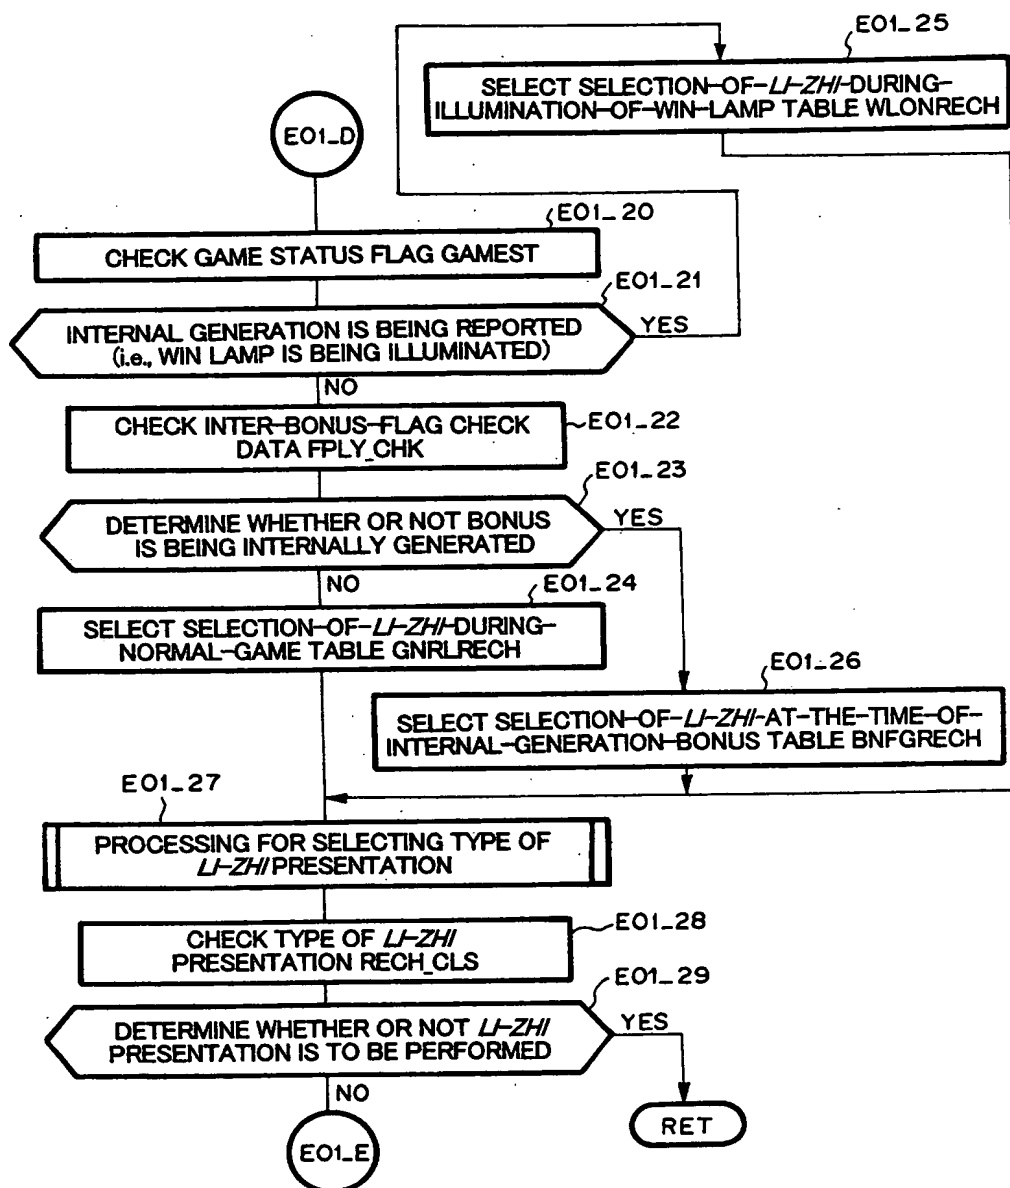 E01_25
SELECT SELECTION-OF-LI-ZHI-DURING-
ILLUMINATION-OF-WIN-LAMP TABLE WLONRECH
E01_D
E01_20
CHECK GAME STATUS FLAG GAMEST
E01_21
INTERNAL GENERATION IS BEING REPORTED
(i.e., WIN LAMP IS BEING ILLUMINATED)
YES
NO
CHECK INTER-BONUS-FLAG CHECK
DATA FPLY_CHK
E01_22
E01_23
DETERMINE WHETHER OR NOT BONUS
IS BEING INTERNALLY GENERATED
YES
NO
E01_24
SELECT SELECTION-OF-LI-ZHI-DURING-
NORMAL-GAME TABLE GNRLRECH
E01_26
SELECT SELECTION-OF-LI-ZHI-AT-THE-TIME-OF-
INTERNAL-GENERATION-BONUS TABLE BNFGRECH
E01_27
PROCESSING FOR SELECTING TYPE OF
LI-ZHI PRESENTATION
E01_28
CHECK TYPE OF LI-ZHI
PRESENTATION RECH_CLS
E01_29
DETERMINE WHETHER OR NOT LI-ZHI
PRESENTATION IS TO BE PERFORMED
YES
NO
RET
E01_E